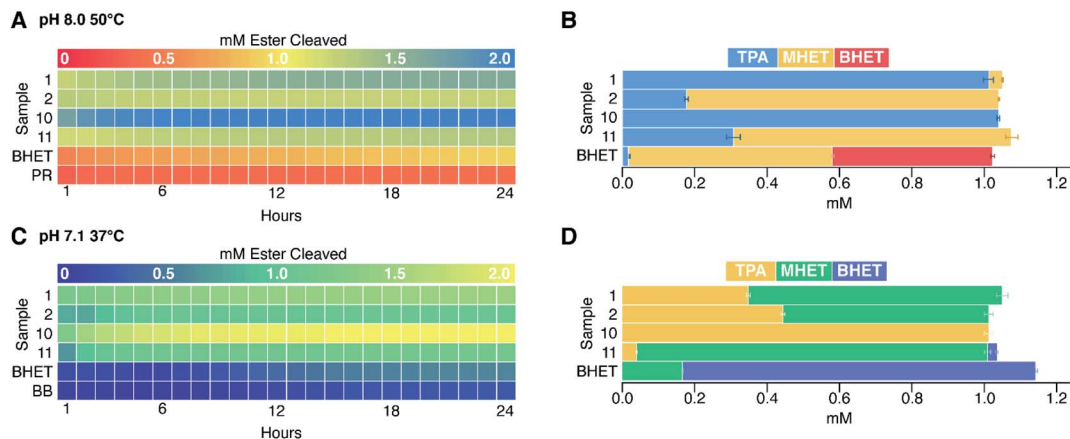 A pH 8.0 50°C
mM Ester Cleaved
0 0.5 1.0 1.5 2.0
Sample
1
2
10
11
BHET
PR
1 6 12 18 24
Hours
B
TPA MHET BHET
1
2
10
11
BHET
Sample
0.0 0.2 0.4 0.6 0.8 1.0 1.2
mM
C pH 7.1 37°C
mM Ester Cleaved
0 0.5 1.0 1.5 2.0
Sample
1
2
10
11
BHET
BB
1 6 12 18 24
Hours
D
TPA MHET BHET
1
2
10
11
BHET
Sample
0.0 0.2 0.4 0.6 0.8 1.0 1.2
mM